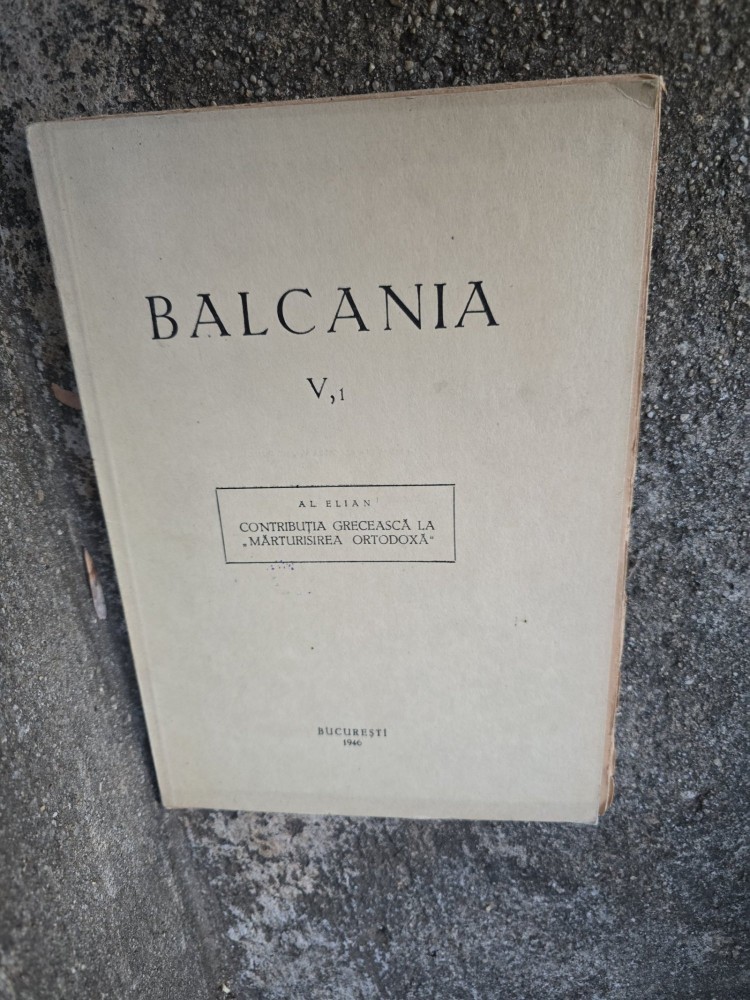 BALCANIA
V,1
AL ELIAN
CONTRIBUȚIA GRECEASCĂ LA
„MĂRTURISIREA ORTODOXĂ"
BUCUREȘTI
1946